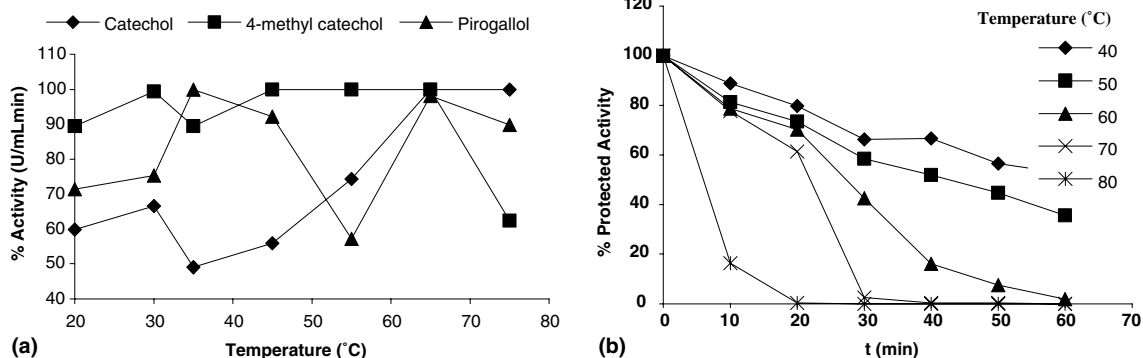 Catechol 4-methyl catechol Pirogallol
% Activity (U/mLmin)
110
100
90
80
70
60
50
40
20 30 40 50 60 70 80
Temperature (˚C)
(a)
% Protected Activity
120
100
80
60
40
20
0
0 10 20 30 40 50 60 70
t (min)
(b)
Temperature (˚C)
40
50
60
70
80